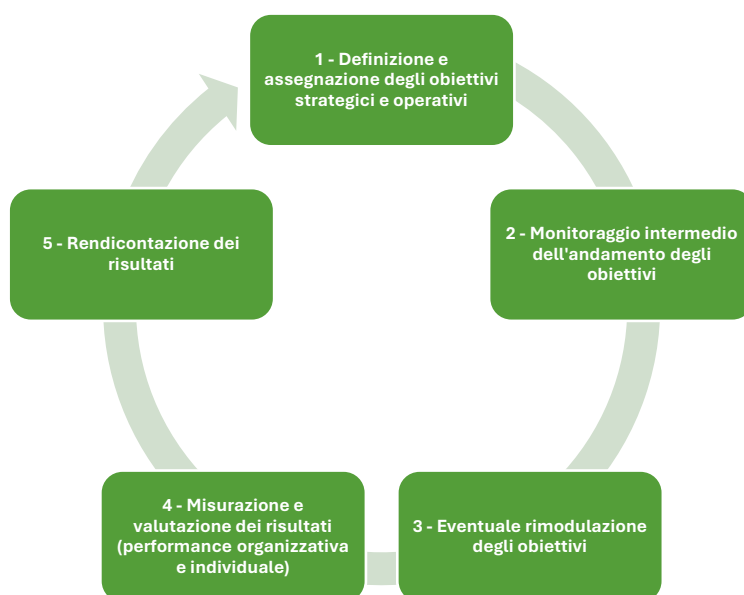 1 - Definizione e
assegnazione degli obiettivi
strategici e operativi
2 - Monitoraggio intermedio
dell'andamento degli
obiettivi
3 - Eventuale rimodulazione
degli obiettivi
4 - Misurazione e
valutazione dei risultati
(performance organizzativa
e individuale)
5 - Rendicontazione dei
risultati